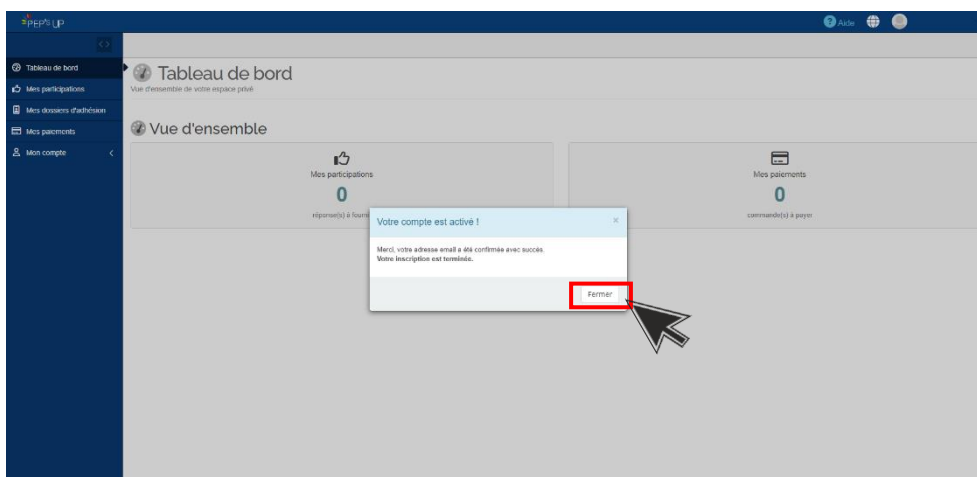 PEP'S UP
Aide
Tableau de bord
Mes participations
Mes dossiers d'adhésion
Mes paiements
Mon compte
Tableau de bord
Vue d'ensemble de votre espace privé
Vue d'ensemble
Mes participations
0
réponse(s) à fourni
Mes paiements
0
commande(s) à payer
Votre compte est activé !
Merci, votre adresse email a été confirmée avec succès.
Votre inscription est terminée.
Fermer